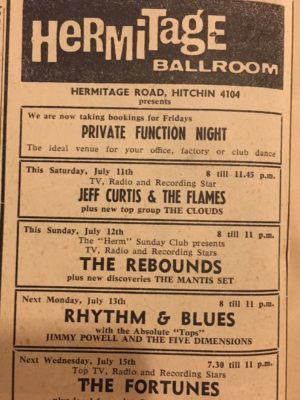 HERMITAGE
BALLROOM
HERMITAGE ROAD, HITCHIN 4104
presents
We are now taking bookings for Fridays
PRIVATE FUNCTION NIGHT
The ideal venue for your office, factory or club dance
This Saturday, July 11th 8 till 11.45 p.m.
TV, Radio and Recording Star
JEFF CURTIS & THE FLAMES
plus new top group THE CLOUDS
This Sunday, July 12th 8 till 11 p.m.
The "Herm" Sunday Club presents
TV, Radio and Recording Stars
THE REBOUNDS
plus new discoveries THE MANTIS SET
Next Monday, July 13th 8 till 11 p.m.
RHYTHM & BLUES
with the Absolute "Tops"
JIMMY POWELL AND THE FIVE DIMENSIONS
Next Wednesday, July 15th 7.30 till 11 p.m.
Top TV, Radio and Recording Stars
THE FORTUNES